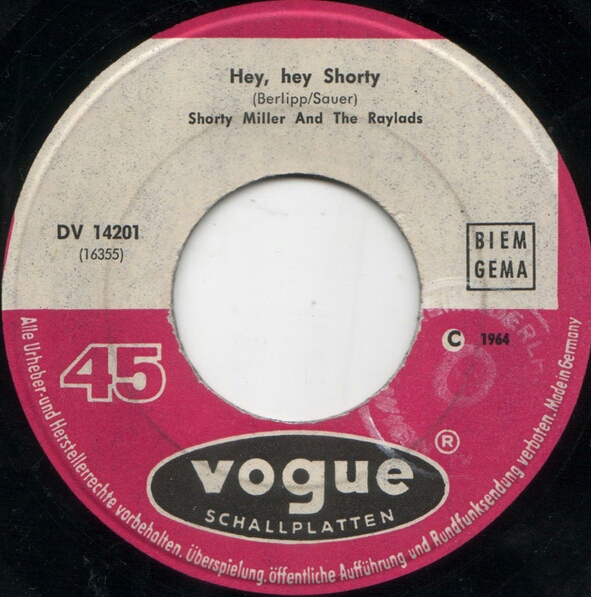 Hey, hey Shorty
(Berlipp/Sauer)
Shorty Miller And The Raylads
DV 14201
(16355)
BIEM
GEMA
45
C 1964
vogue ®
SCHALLPLATTEN
Alle Urheber-und Herstellerrechte vorbehalten. Überspielung, öffentliche Aufführung und Rundfunksendung verboten. Made in Germany